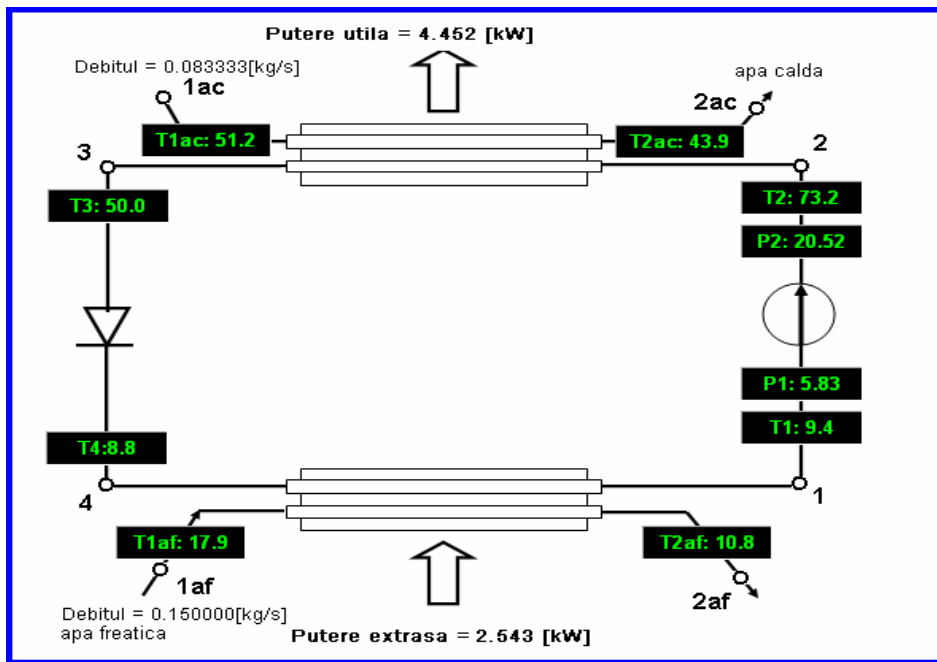 Putere utila = 4.452 [kW]
Debitul = 0.083333[kg/s]
1ac
apa calda
2ac
T1ac: 51.2
T2ac: 43.9
3
2
T3: 50.0
T2: 73.2
P2: 20.52
P1: 5.83
T1: 9.4
T4:8.8
4
1
T1af: 17.9
T2af: 10.8
1af
2af
Debitul = 0.150000[kg/s]
apa freatica
Putere extrasa = 2.543 [kW]